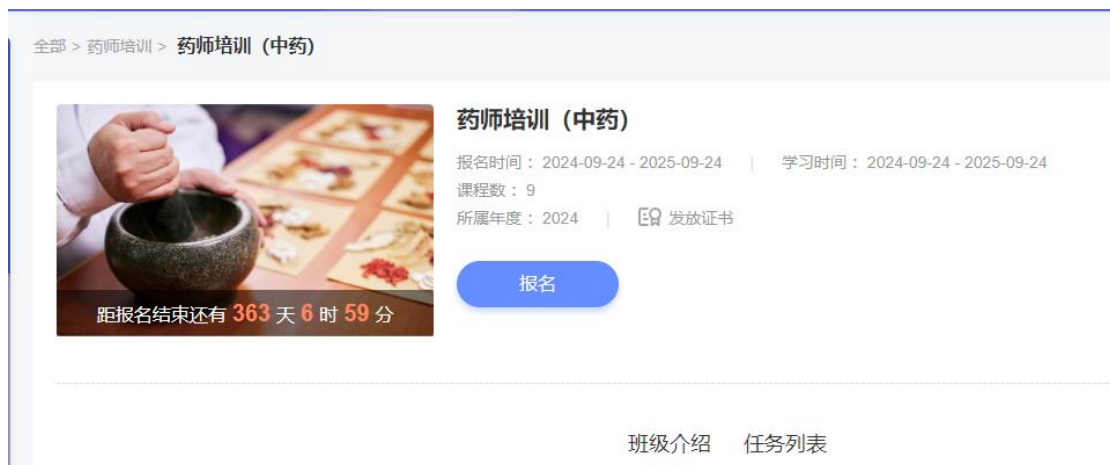 全部 > 药师培训 > 药师培训（中药）
药师培训（中药）
报名时间： 2024-09-24 - 2025-09-24 | 学习时间： 2024-09-24 - 2025-09-24
课程数： 9
所属年度： 2024 | 发放证书
报名
距报名结束还有 363 天 6 时 59 分
班级介绍 任务列表